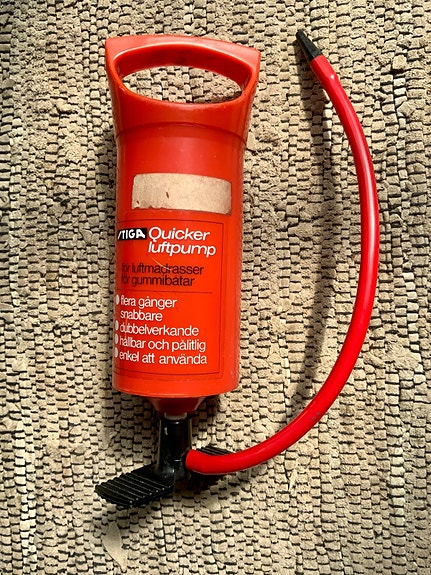 STIGA Quicker
luftpump
för luftmadrasser
för gummibåtar
flera gånger
snabbare
dubbelverkande
hållbar och pålitlig
enkel att använda